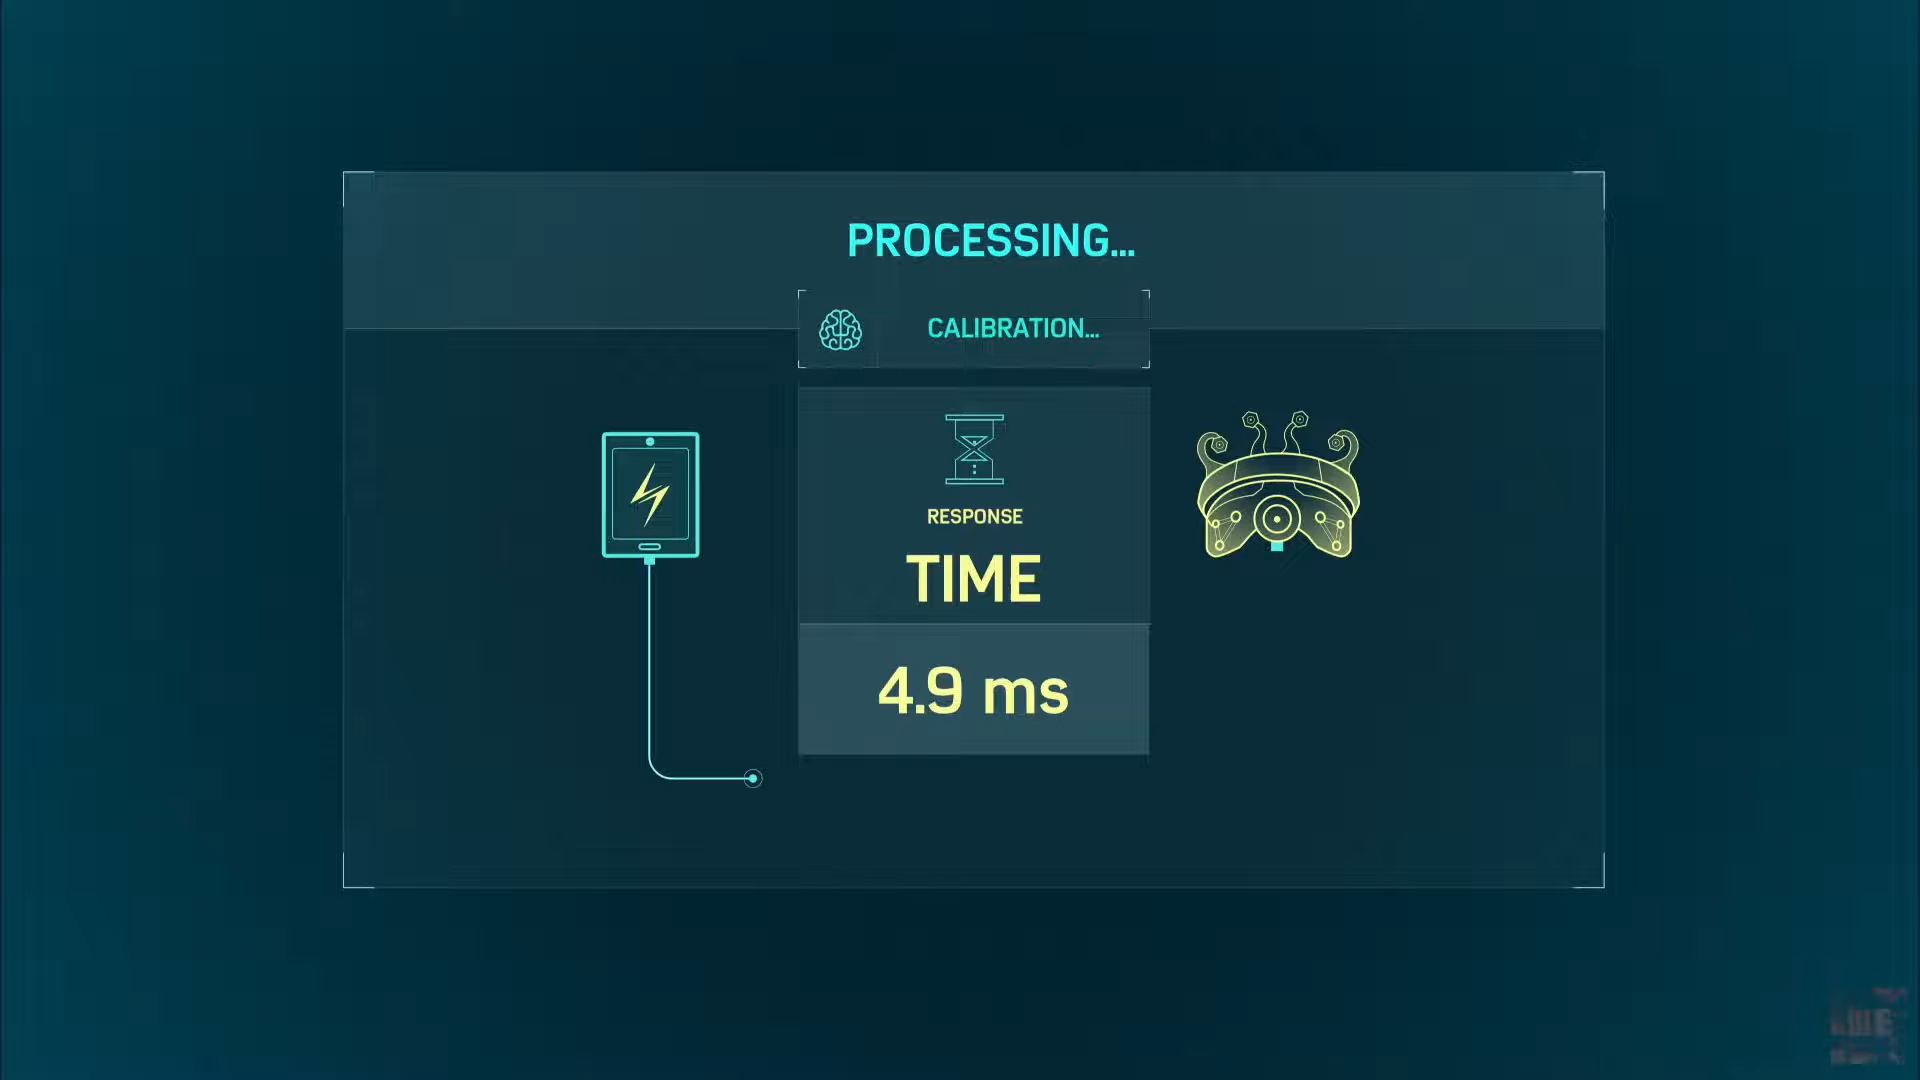 PROCESSING...
CALIBRATION...
RESPONSE
TIME
4.9 ms